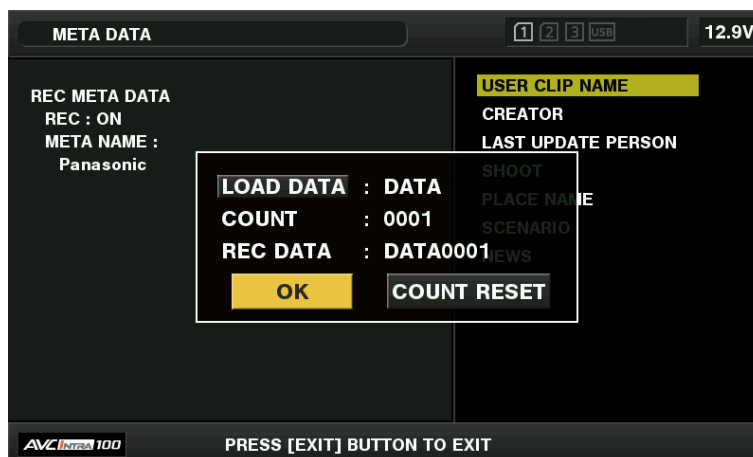 META DATA
1 2 3 USB
12.9V
REC META DATA
REC : ON
META NAME :
Panasonic
USER CLIP NAME
CREATOR
LAST UPDATE PERSON
SHOOT
PLACE NAME
SCENARIO
NEWS
LOAD DATA : DATA
COUNT : 0001
REC DATA : DATA0001
OK
COUNT RESET
AVC INTRA 100
PRESS [EXIT] BUTTON TO EXIT